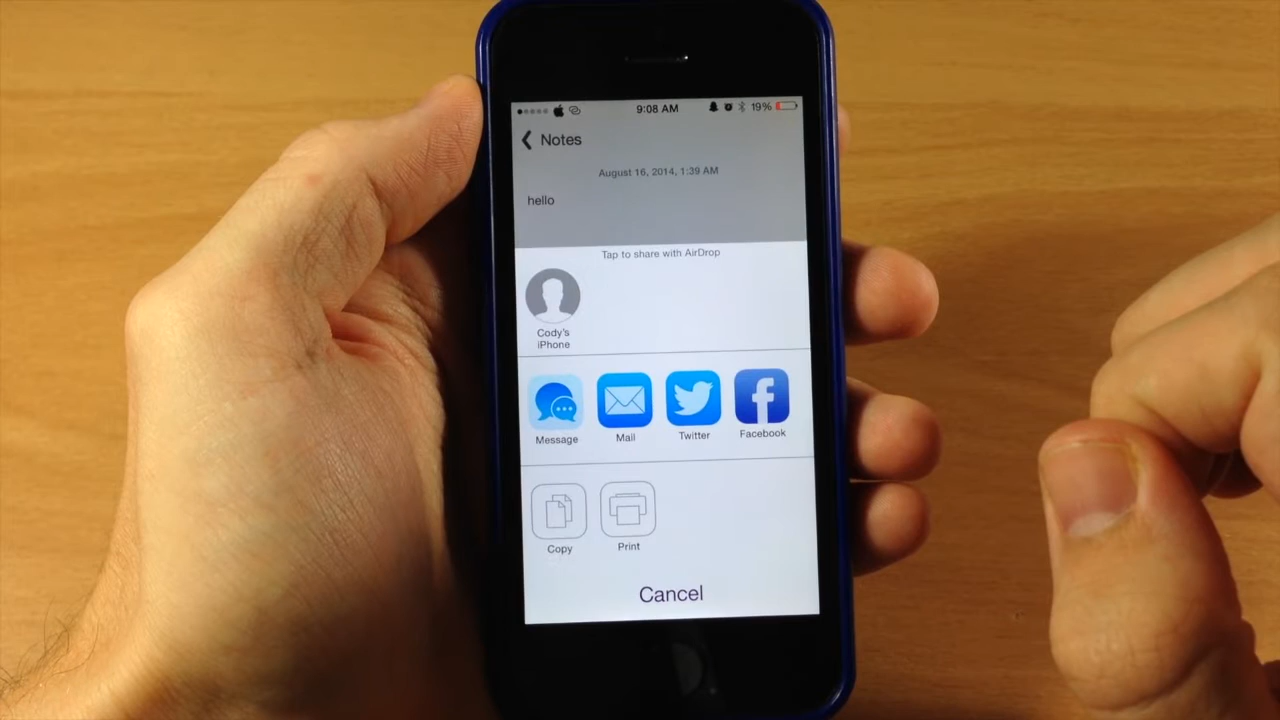 9:08 AM 19%
Notes
August 16, 2014, 1:39 AM
hello
Tap to share with AirDrop
Cody's
iPhone
Message Mail Twitter Facebook
Copy Print
Cancel